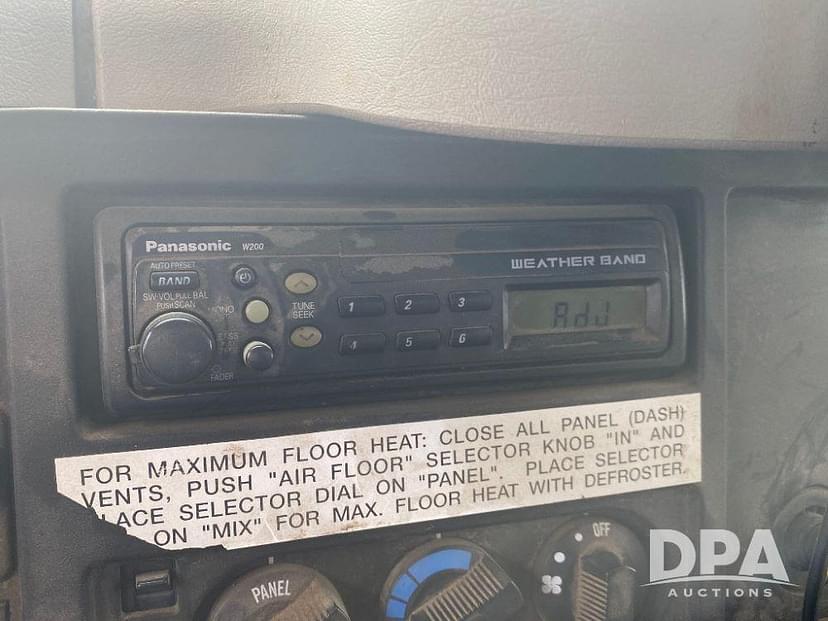 Panasonic W200
WEATHER BAND
AUTO PRESET
BAND
SW-VOL PULL BAL
PUSH SCAN
MONO
TUNE
SEEK
1 2 3
4 5 6
FADER
AdJ
FOR MAXIMUM FLOOR HEAT: CLOSE ALL PANEL (DASH)
VENTS, PUSH "AIR FLOOR" SELECTOR KNOB "IN" AND
LACE SELECTOR DIAL ON "PANEL". PLACE SELECTOR
ON "MIX" FOR MAX. FLOOR HEAT WITH DEFROSTER.
PANEL
OFF
DPA
AUCTIONS